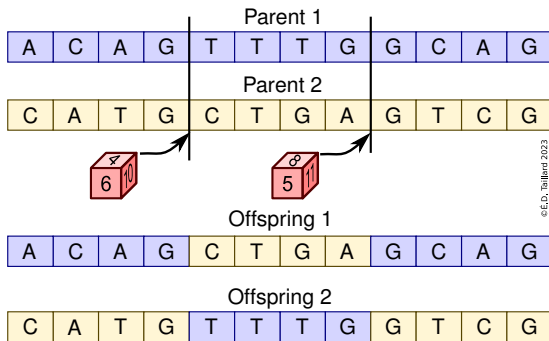 Parent 1
A C A G T T T G G C A G
Parent 2
C A T G C T G A G T C G
4 6 10
8 5 11
©É.D. Taillard 2023
Offspring 1
A C A G C T G A G C A G
Offspring 2
C A T G T T T G G T C G